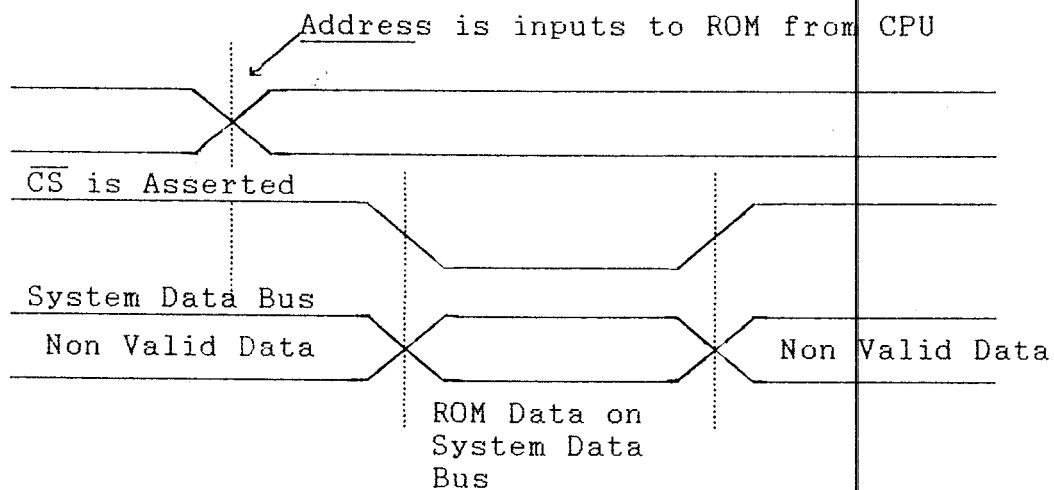 Address is inputs to ROM from CPU
C̅S̅ is Asserted
System Data Bus
Non Valid Data
Non Valid Data
ROM Data on
System Data
Bus